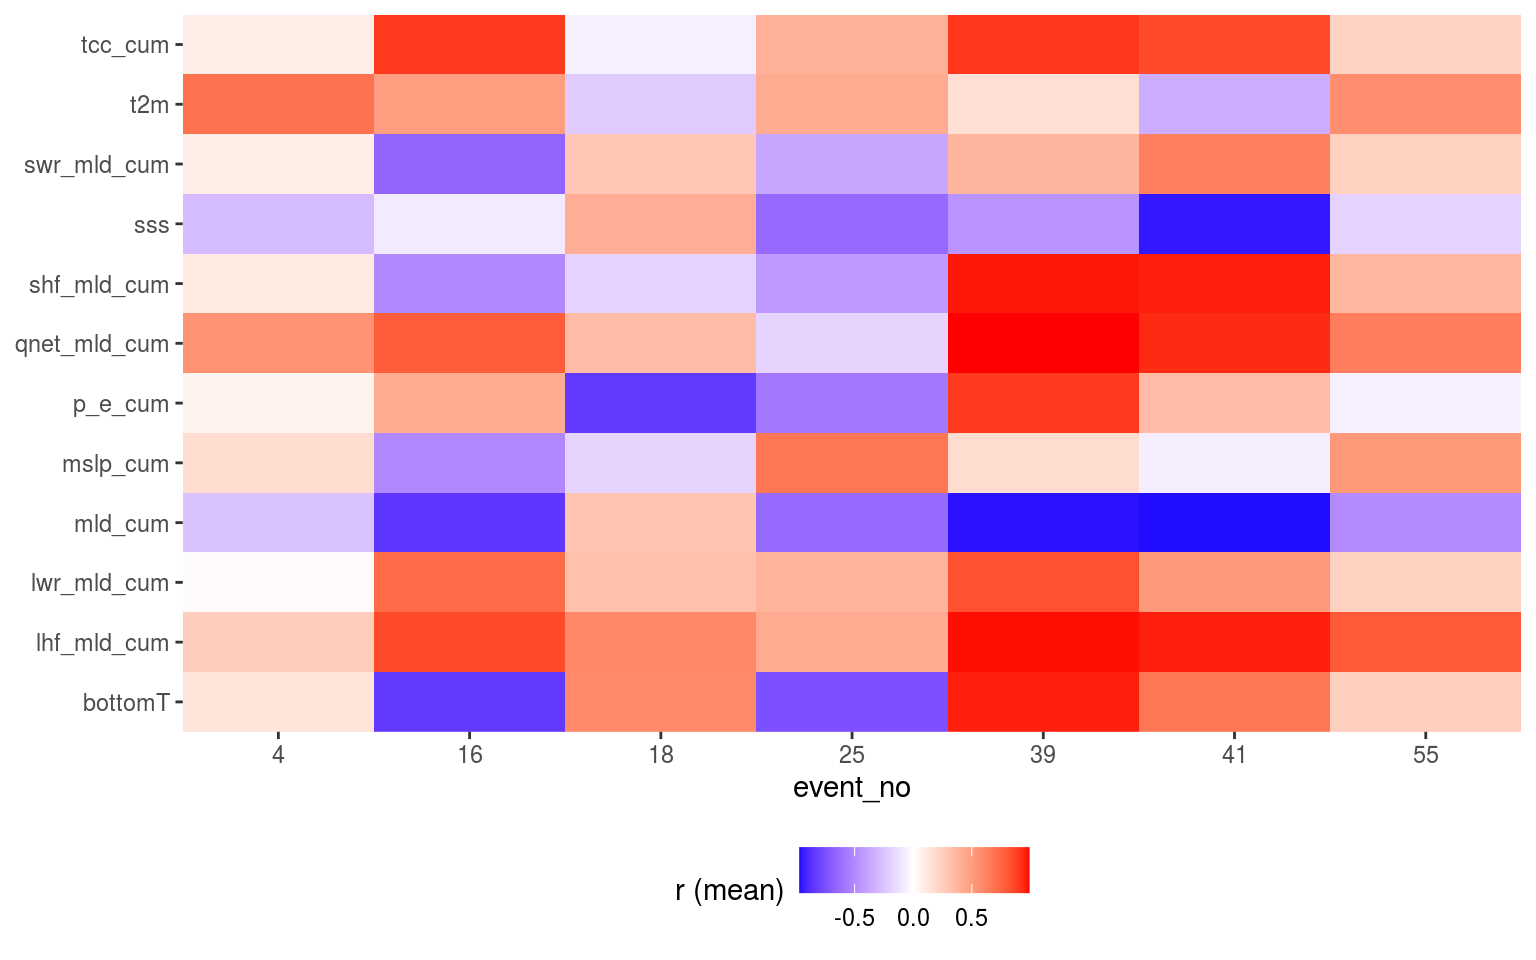 tcc_cum
t2m
swr_mld_cum
sss
shf_mld_cum
qnet_mld_cum
p_e_cum
mslp_cum
mld_cum
lwr_mld_cum
lhf_mld_cum
bottomT
4 16 18 25 39 41 55
event_no
r (mean)
-0.5 0.0 0.5